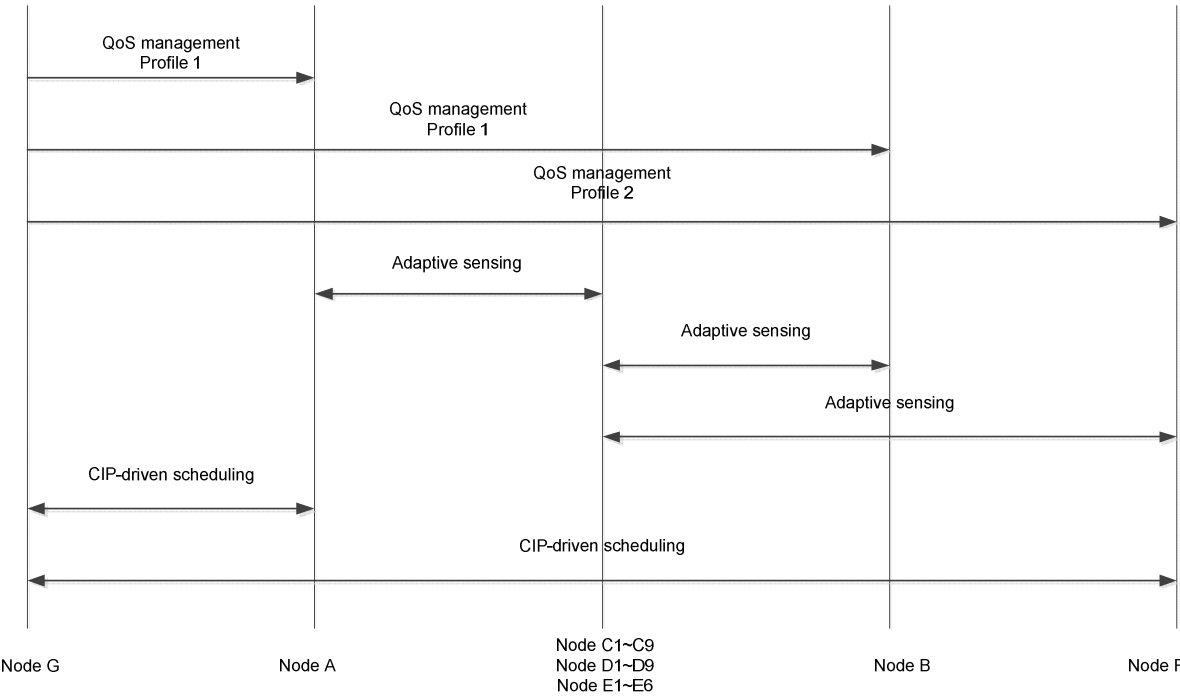 QoS management
Profile 1
QoS management
Profile 1
QoS management
Profile 2
Adaptive sensing
Adaptive sensing
Adaptive sensing
CIP-driven scheduling
CIP-driven scheduling
Node G
Node A
Node C1~C9
Node D1~D9
Node E1~E6
Node B
Node